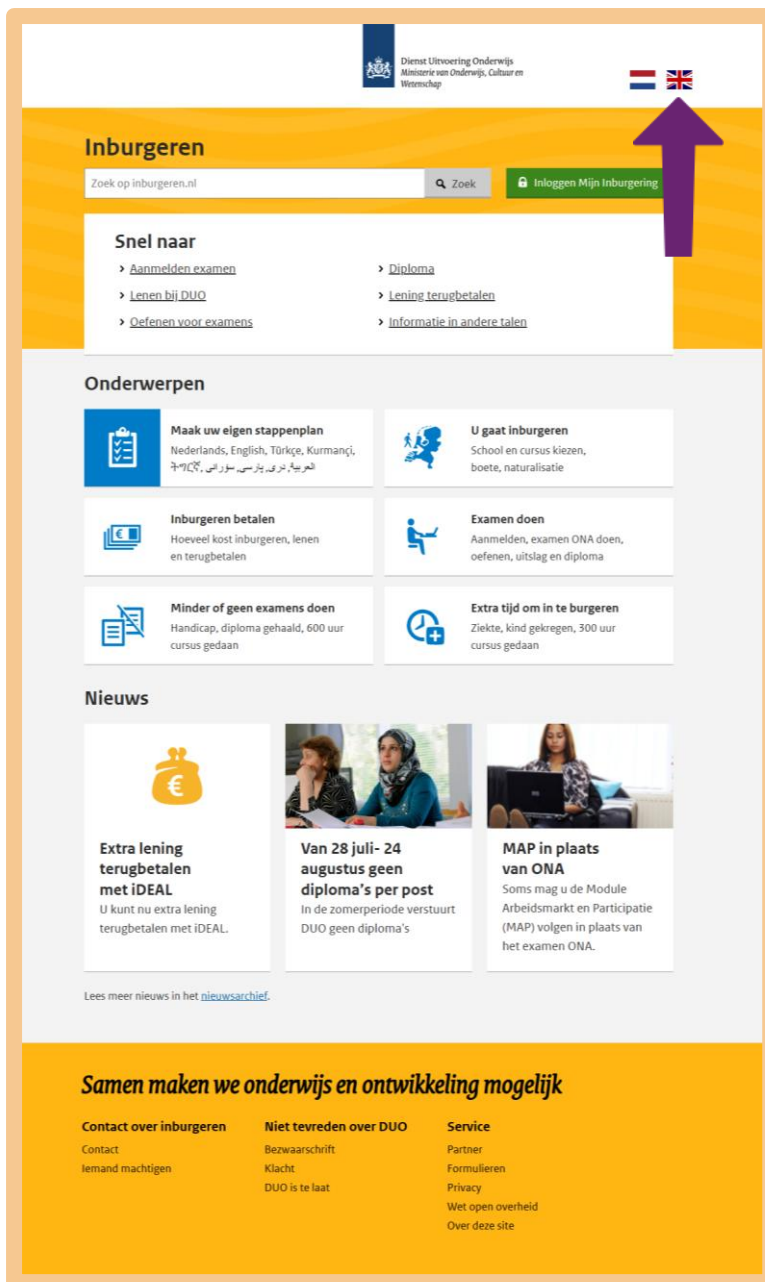 Dienst Uitvoering Onderwijs
Ministerie van Onderwijs, Cultuur en
Wetenschap
Inburgeren
Zoek op inburgeren.nl
Zoek
Inloggen Mijn Inburgering
Snel naar
Aanmelden examen
Diploma
Lenen bij DUO
Lening terugbetalen
Oefenen voor examens
Informatie in andere talen
Onderwerpen
Maak uw eigen stappenplan
Nederlands, English, Türkçe, Kurmançi,
ትግርኛ, العربية, دری, پارسی, سۆرانی
U gaat inburgeren
School en cursus kiezen,
boete, naturalisatie
Inburgeren betalen
Hoeveel kost inburgeren, lenen
en terugbetalen
Examen doen
Aanmelden, examen ONA doen,
oefenen, uitslag en diploma
Minder of geen examens doen
Handicap, diploma gehaald, 600 uur
cursus gedaan
Extra tijd om in te burgeren
Ziekte, kind gekregen, 300 uur
cursus gedaan
Nieuws
Extra lening
terugbetalen
met iDEAL
U kunt nu extra lening
terugbetalen met iDEAL.
Van 28 juli- 24
augustus geen
diploma's per post
In de zomerperiode verstuurt
DUO geen diploma's
MAP in plaats
van ONA
Soms mag u de Module
Arbeidsmarkt en Participatie
(MAP) volgen in plaats van
het examen ONA.
Lees meer nieuws in het nieuwsarchief.
Samen maken we onderwijs en ontwikkeling mogelijk
Contact over inburgeren
Contact
Iemand machtigen
Niet tevreden over DUO
Bezwaarschrift
Klacht
DUO is te laat
Service
Partner
Formulieren
Privacy
Wet open overheid
Over deze site